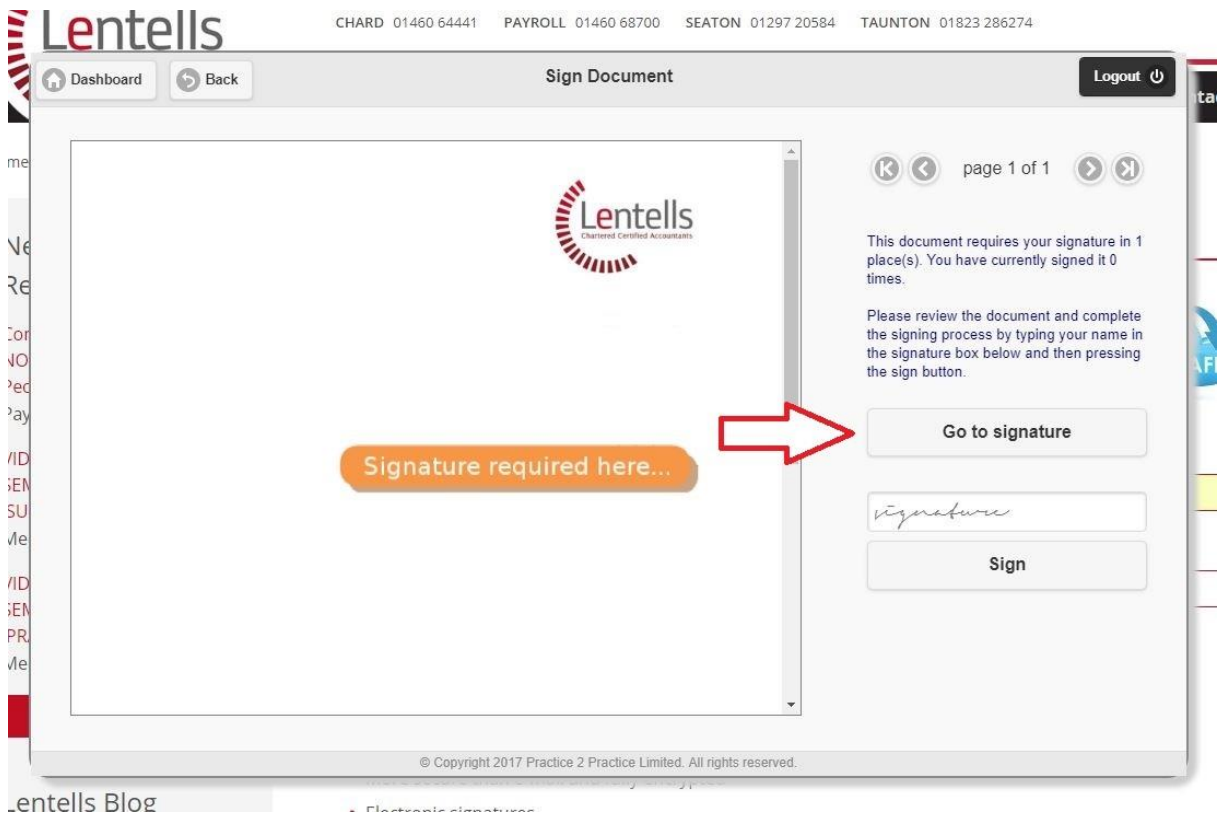 Lentells
CHARD 01460 64441 PAYROLL 01460 68700 SEATON 01297 20584 TAUNTON 01823 286274
Dashboard Back Sign Document Logout
Lentells
Chartered Certified Accountants
page 1 of 1
This document requires your signature in 1
place(s). You have currently signed it 0
times.
Please review the document and complete
the signing process by typing your name in
the signature box below and then pressing
the sign button.
Go to signature
Signature required here...
signature
Sign
© Copyright 2017 Practice 2 Practice Limited. All rights reserved.
Lentells Blog
Electronic signatures